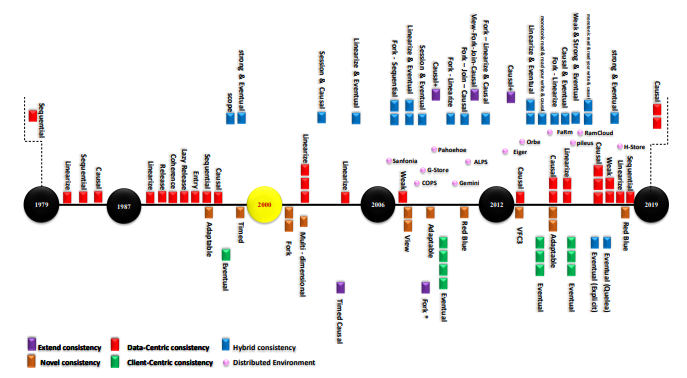 Sequential
scope
strong & Eventual
Session & Causal
Linearize & Eventual
Fork - Sequential
Linearize & Eventual
Session & Eventual
Causal+
Fork - Linearize
Fork – Join – Causal
View-Fork-Join-Causal
Fork – Linearize & Causal
Causal+
Linearize & Eventual
Fork - Linearize
Causal & Eventual
Weak & Strong & Eventual
strong & Eventual
Causal
Sanfonia
Pahoehoe
G-Store
COPS
ALPS
Gemini
Eiger
Orbe
FaRm
RamCloud
pileus
H-Store
Linearize
Sequential
Causal
Linearize
Release
Coherence
Lazy Release
Entry
Sequential
Causal
Linearize
Linearize
Weak
Causal
Causal
Linearize
Causal
Weak
Linearize
Sequential
1979
1987
2000
2006
2012
2019
Adaptable
Eventual
Timed
Fork
Multi - dimensional
Timed Causal
View
Fork *
Adaptable
Eventual
Red Blue
VFC3
Eventual
Adaptable
Eventual
Eventual (Explicit)
Eventual (Quelea)
Red Blue
Extend consistency
Data-Centric consistency
Hybrid consistency
Novel consistency
Client-Centric consistency
Distributed Environment